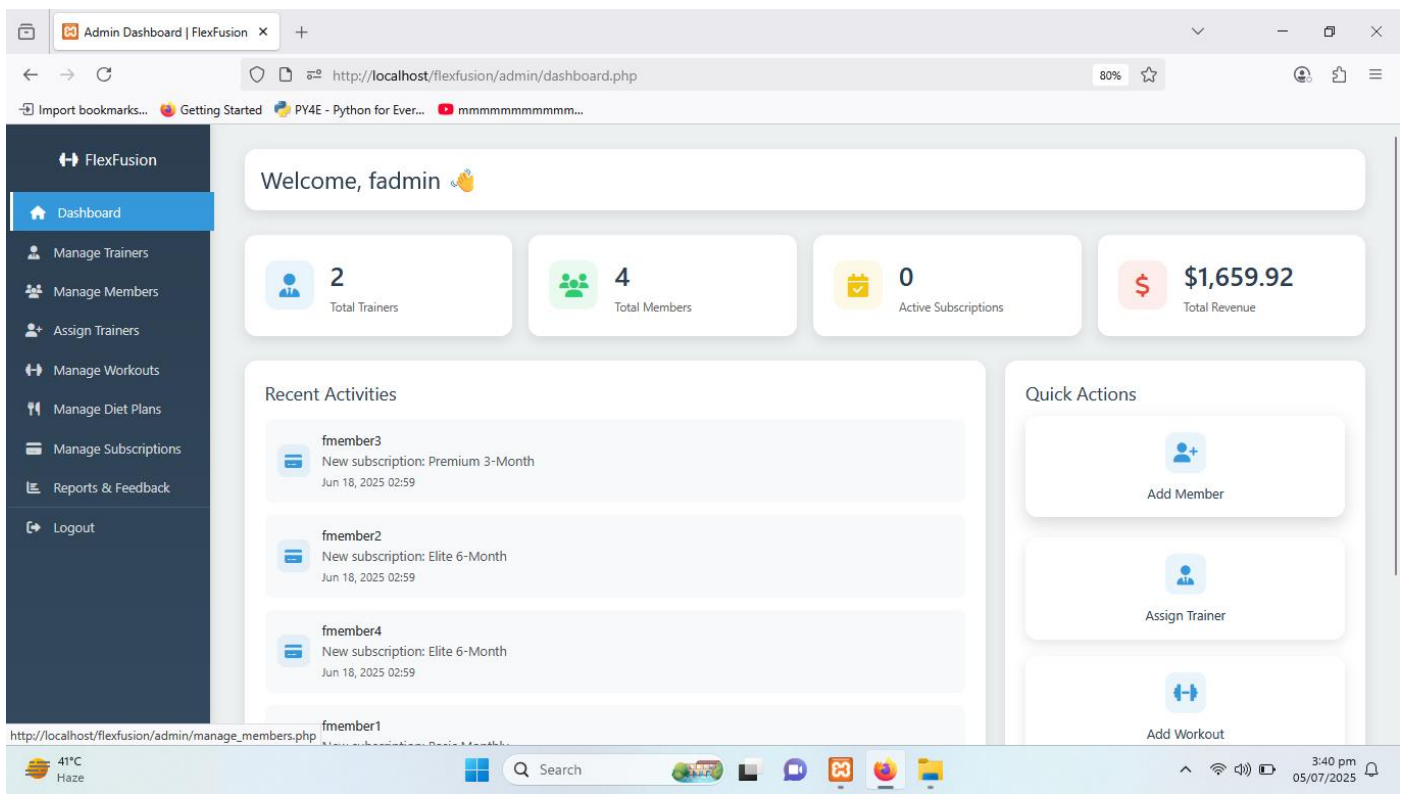 Admin Dashboard | FlexFusion
http://localhost/flexfusion/admin/dashboard.php
80%
Import bookmarks...
Getting Started
PY4E - Python for Ever...
mmmmmmmmmmm...
FlexFusion
Dashboard
Manage Trainers
Manage Members
Assign Trainers
Manage Workouts
Manage Diet Plans
Manage Subscriptions
Reports & Feedback
Logout
Welcome, fadmin 👋
2
Total Trainers
4
Total Members
0
Active Subscriptions
$1,659.92
Total Revenue
Recent Activities
fmember3
New subscription: Premium 3-Month
Jun 18, 2025 02:59
fmember2
New subscription: Elite 6-Month
Jun 18, 2025 02:59
fmember4
New subscription: Elite 6-Month
Jun 18, 2025 02:59
fmember1
New subscription: Basic Monthly
Quick Actions
Add Member
Assign Trainer
Add Workout
http://localhost/flexfusion/admin/manage_members.php
41°C
Haze
Search
3:40 pm
05/07/2025